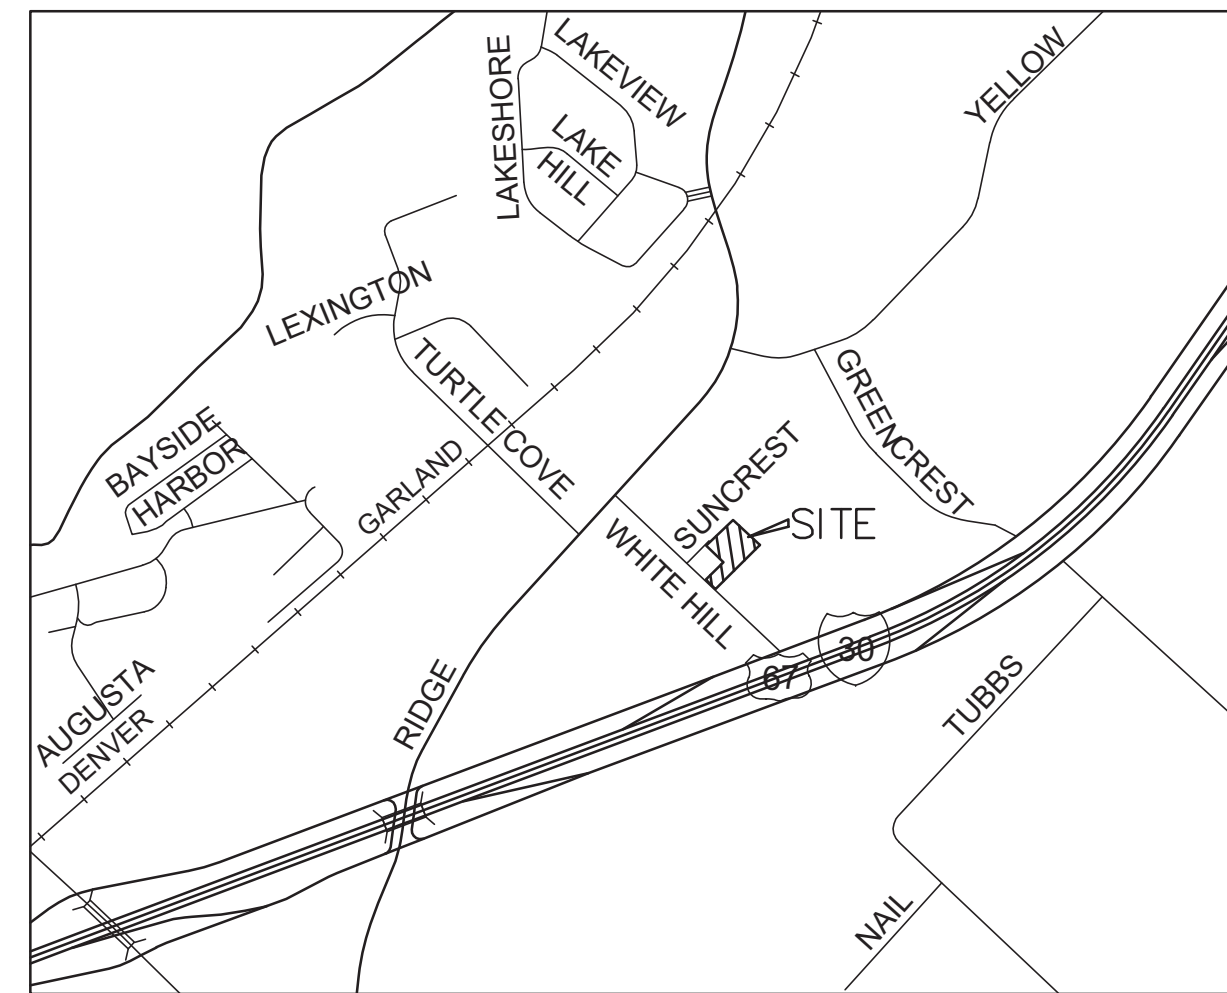 LAKESHORE
LAKEVIEW
YELLOW
LAKE
HILL
LEXINGTON
TURTLE COVE
GREENCREST
BAYSIDE
HARBOR
GARLAND
SUNCREST
SITE
WHITE HILL
30
67
RIDGE
AUGUSTA
DENVER
TUBBS
NAIL